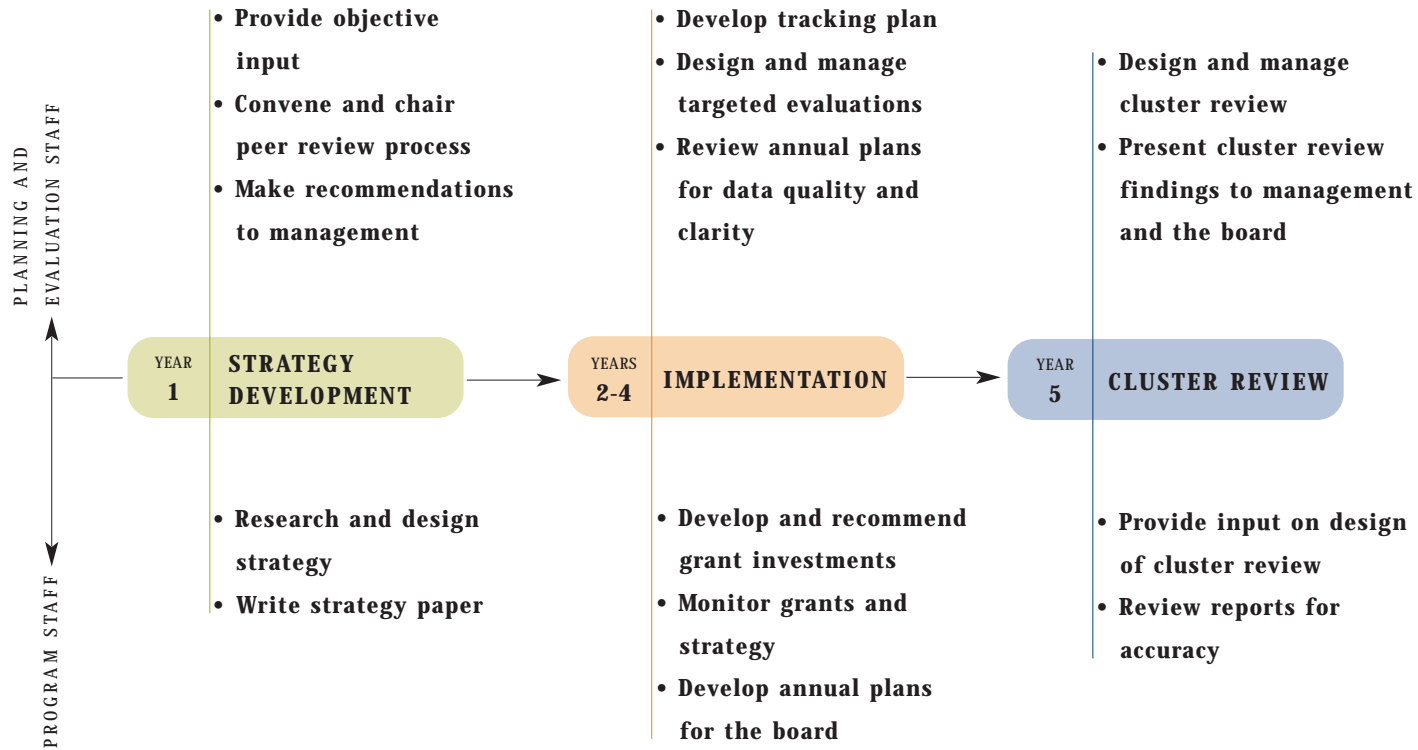 PLANNING AND
EVALUATION STAFF
• Provide objective
input
• Convene and chair
peer review process
• Make recommendations
to management
• Develop tracking plan
• Design and manage
targeted evaluations
• Review annual plans
for data quality and
clarity
• Design and manage
cluster review
• Present cluster review
findings to management
and the board
YEAR
1
STRATEGY
DEVELOPMENT
YEARS
2-4
IMPLEMENTATION
YEAR
5
CLUSTER REVIEW
PROGRAM STAFF
• Research and design
strategy
• Write strategy paper
• Develop and recommend
grant investments
• Monitor grants and
strategy
• Develop annual plans
for the board
• Provide input on design
of cluster review
• Review reports for
accuracy